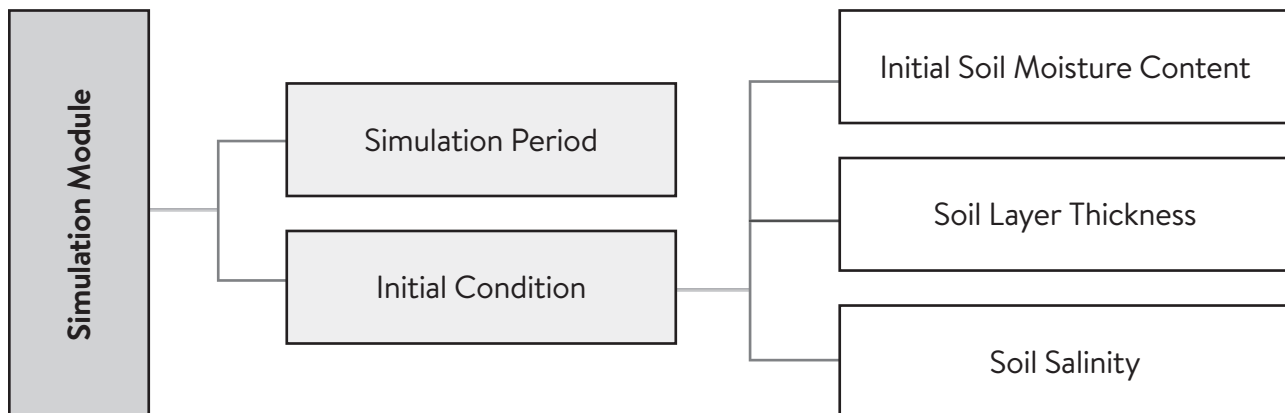 Simulation Module
Simulation Period
Initial Condition
Initial Soil Moisture Content
Soil Layer Thickness
Soil Salinity